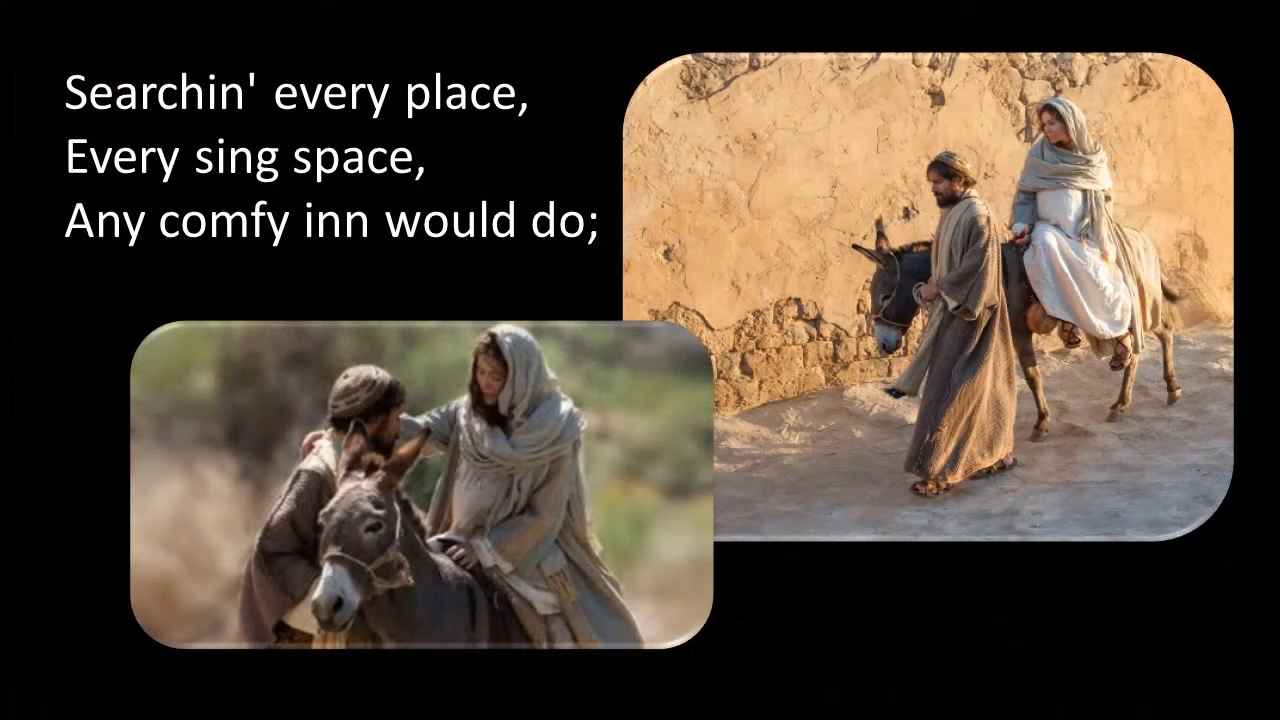 Searchin' every place,
Every sing space,
Any comfy inn would do;